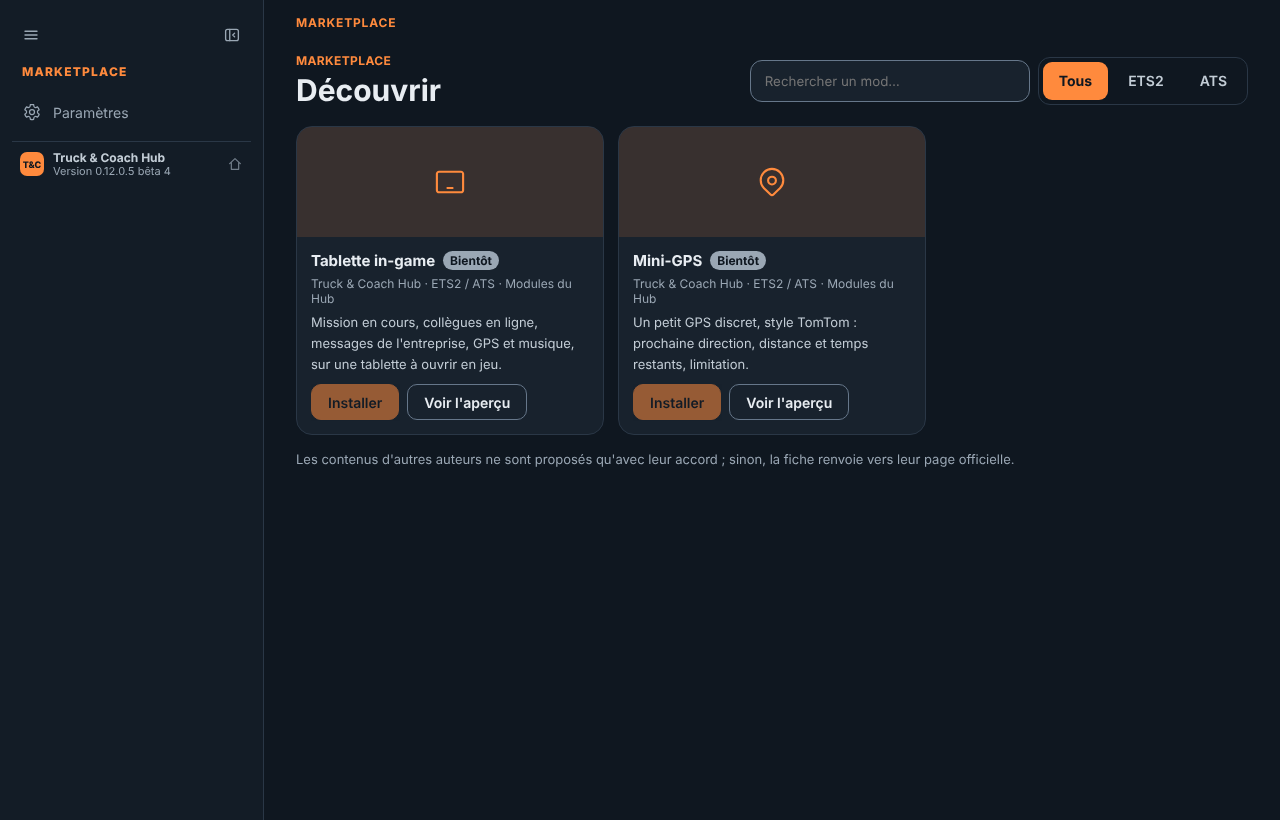 MARKETPLACE
Paramètres
T&C
Truck & Coach Hub
Version 0.12.0.5 bêta 4
MARKETPLACE
MARKETPLACE
Découvrir
Rechercher un mod...
Tous
ETS2
ATS
Tablette in-game
Bientôt
Truck & Coach Hub · ETS2 / ATS · Modules du
Hub
Mission en cours, collègues en ligne,
messages de l'entreprise, GPS et musique,
sur une tablette à ouvrir en jeu.
Installer
Voir l'aperçu
Mini-GPS
Bientôt
Truck & Coach Hub · ETS2 / ATS · Modules du
Hub
Un petit GPS discret, style TomTom :
prochaine direction, distance et temps
restants, limitation.
Installer
Voir l'aperçu
Les contenus d'autres auteurs ne sont proposés qu'avec leur accord ; sinon, la fiche renvoie vers leur page officielle.